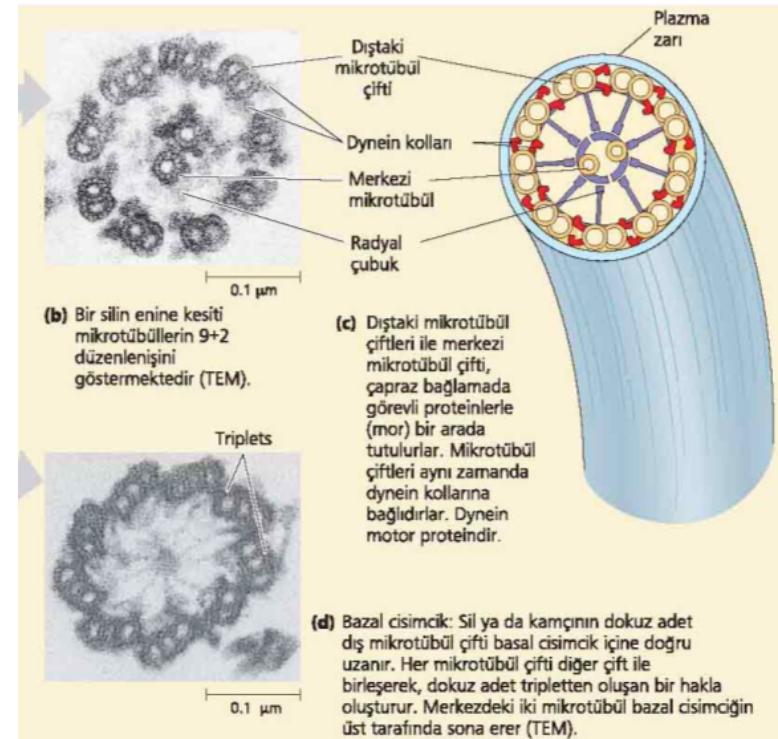 Plazma
zarı
Dıştaki
mikrotübül
çifti
Dynein kolları
Merkezi
mikrotübül
Radyal
çubuk
0.1 µm
(b) Bir silin enine kesiti
mikrotübüllerin 9+2
düzenlenişini
göstermektedir (TEM).
(c) Dıştaki mikrotübül
çiftleri ile merkezi
mikrotübül çifti,
çapraz bağlamada
görevli proteinlerle
(mor) bir arada
tutulurlar. Mikrotübül
çiftleri aynı zamanda
dynein kollarına
bağlıdırlar. Dynein
motor proteindir.
Triplets
0.1 µm
(d) Bazal cisimcik: Sil ya da kamçının dokuz adet
dış mikrotübül çifti basal cisimcik içine doğru
uzanır. Her mikrotübül çifti diğer çift ile
birleşerek, dokuz adet tripletten oluşan bir hakla
oluşturur. Merkezdeki iki mikrotübül bazal cisimciğin
üst tarafında sona erer (TEM).